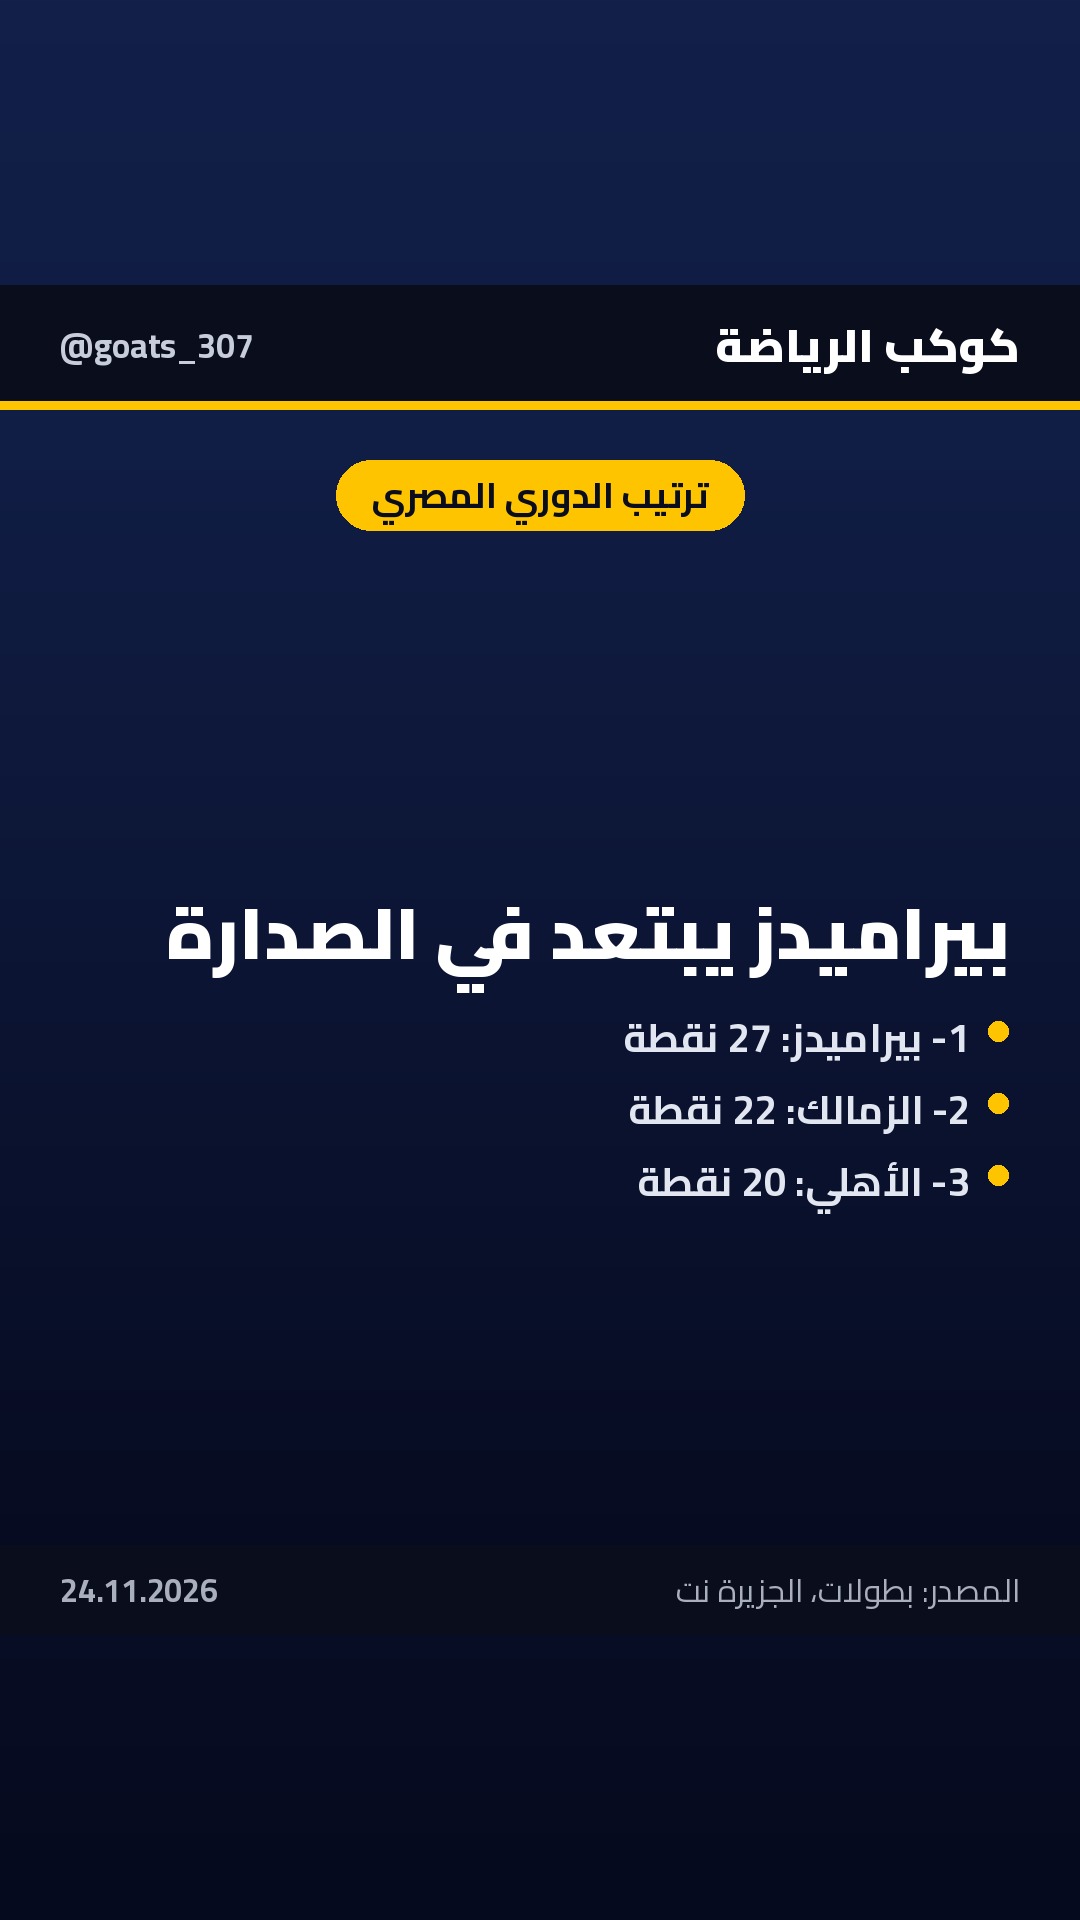 كوكب الرياضة
@goats_307
ترتيب الدوري المصري
بيراميدز يبتعد في الصدارة
1- بيراميدز: 27 نقطة
2- الزمالك: 22 نقطة
3- الأهلي: 20 نقطة
المصدر: بطولات، الجزيرة نت
24.11.2026